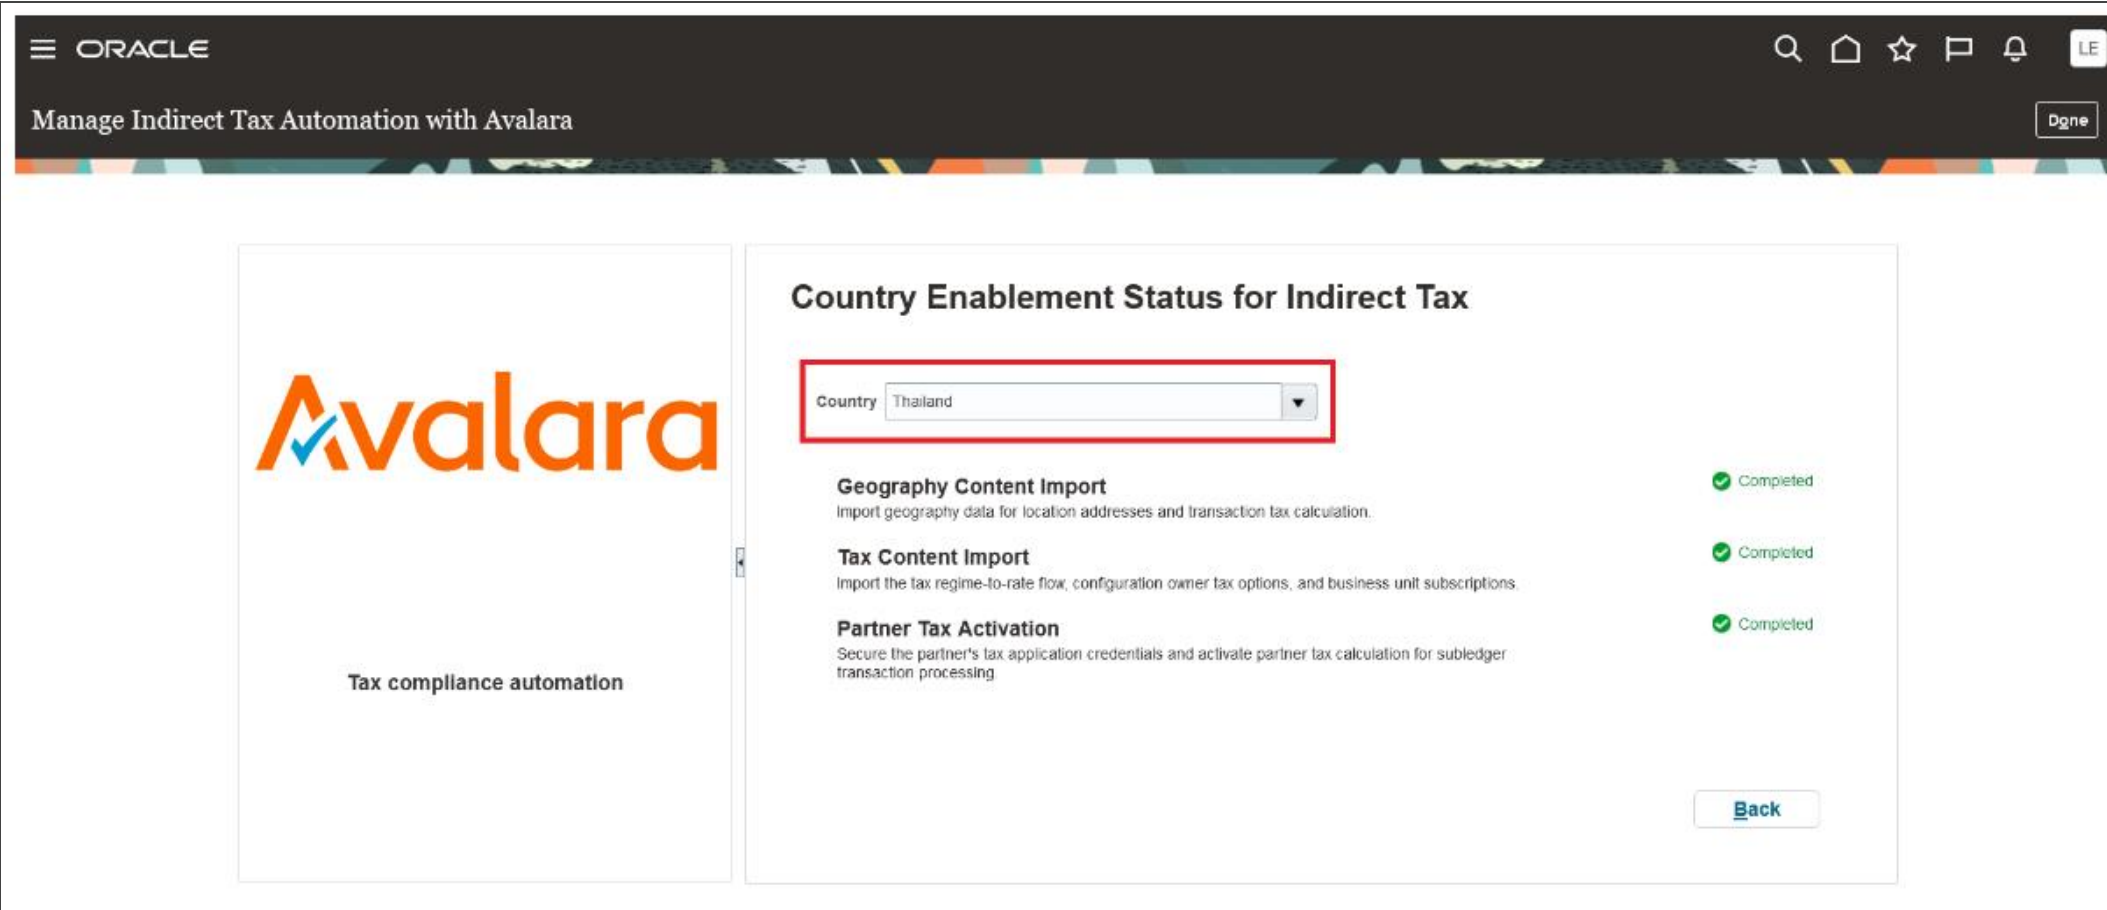 ORACLE
LE
Manage Indirect Tax Automation with Avalara
Done
Avalara
Tax compliance automation
Country Enablement Status for Indirect Tax
Country Thailand
Geography Content Import
Completed
Import geography data for location addresses and transaction tax calculation.
Tax Content Import
Completed
Import the tax regime-to-rate flow, configuration owner tax options, and business unit subscriptions.
Partner Tax Activation
Completed
Secure the partner's tax application credentials and activate partner tax calculation for subledger
transaction processing
Back